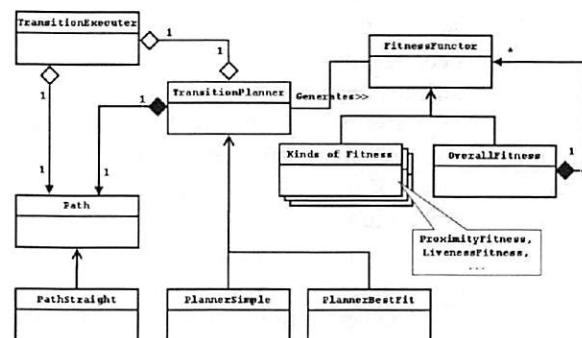 TransitionExecuter
1
1
1
1
TransitionPlanner
1
1
Generates>>
FitnessFunctor
*
Kinds of Fitness
OverallFitness
1
ProximityFitness,
LivenessFitness,
...
Path
PathStraight
PlannerSimple
PlannerBestFit